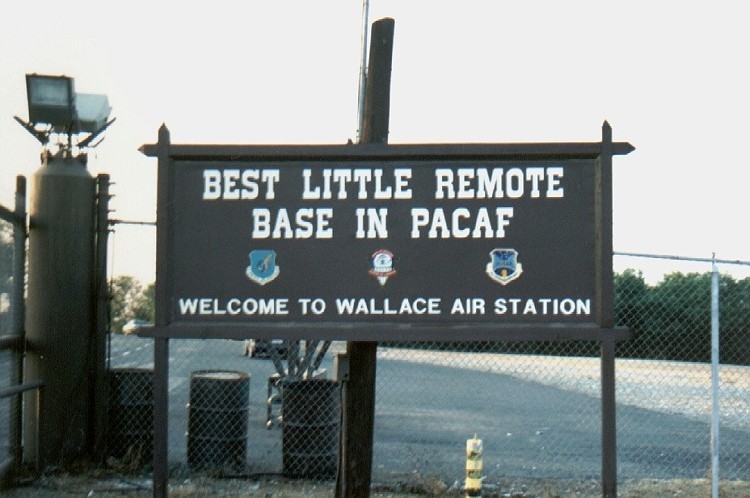 BEST LITTLE REMOTE
BASE IN PACAF
WELCOME TO WALLACE AIR STATION